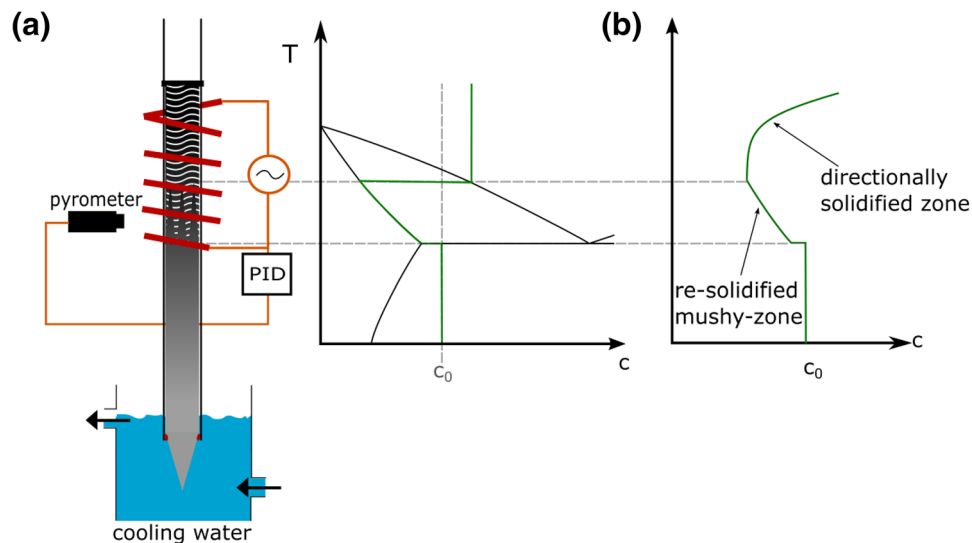 (a)
T
(b)
pyrometer
directionally
solidified zone
PID
re-solidified
mushy-zone
c₀
c
c₀
c
cooling water